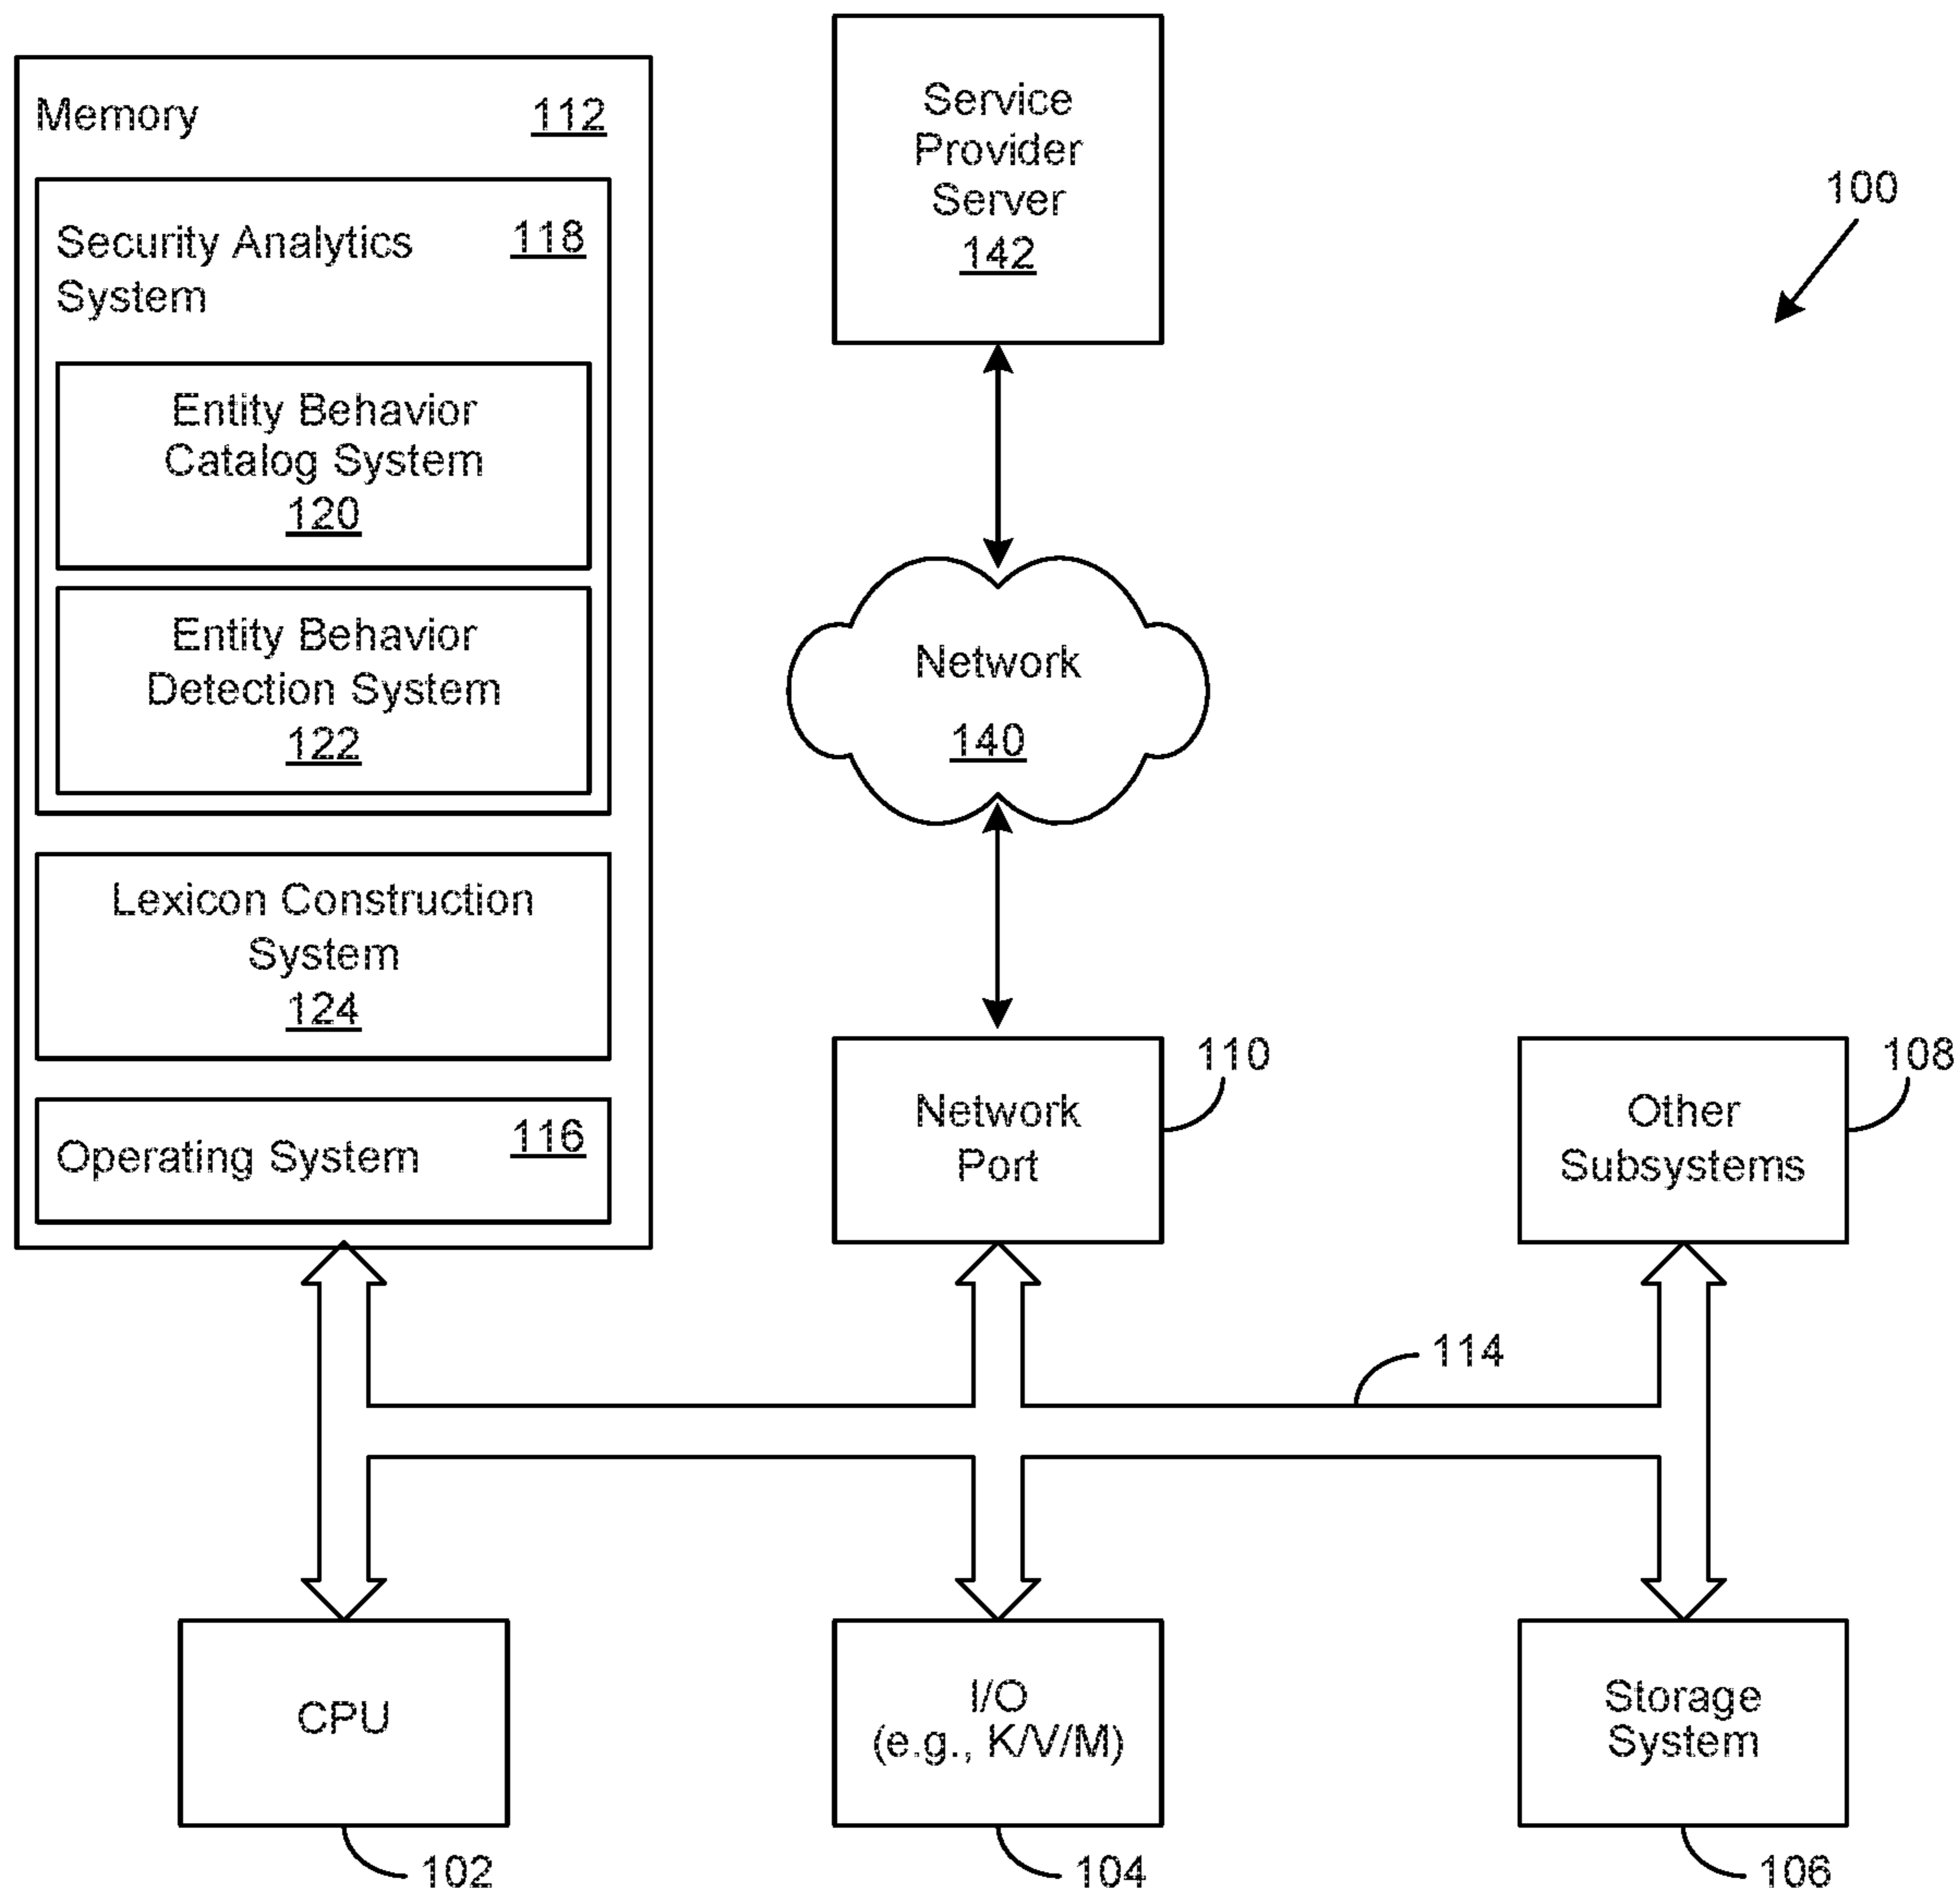 Memory 112
Security Analytics 118
System
Entity Behavior
Catalog System
120
Entity Behavior
Detection System
122
Lexicon Construction
System
124
Operating System 116
Service
Provider
Server
142
100
Network
140
Network
Port
110
Other
Subsystems
108
114
CPU
102
I/O
(e.g., K/V/M)
104
Storage
System
106